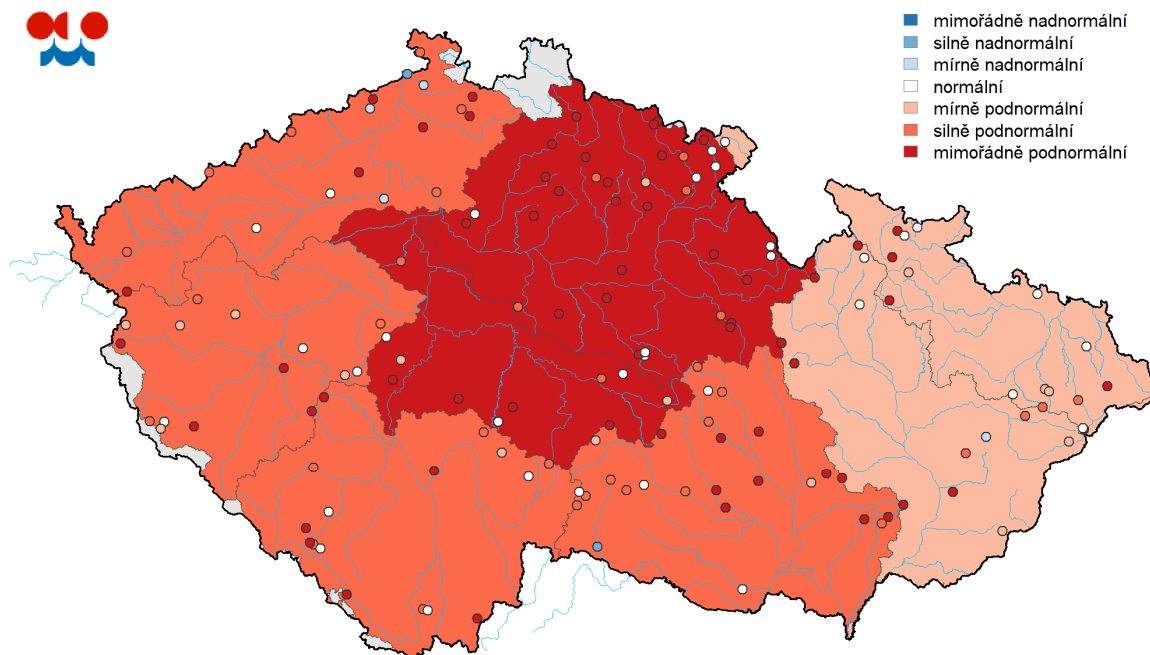 mimořádně nadnormální
silně nadnormální
mírně nadnormální
normální
mírně podnormální
silně podnormální
mimořádně podnormální